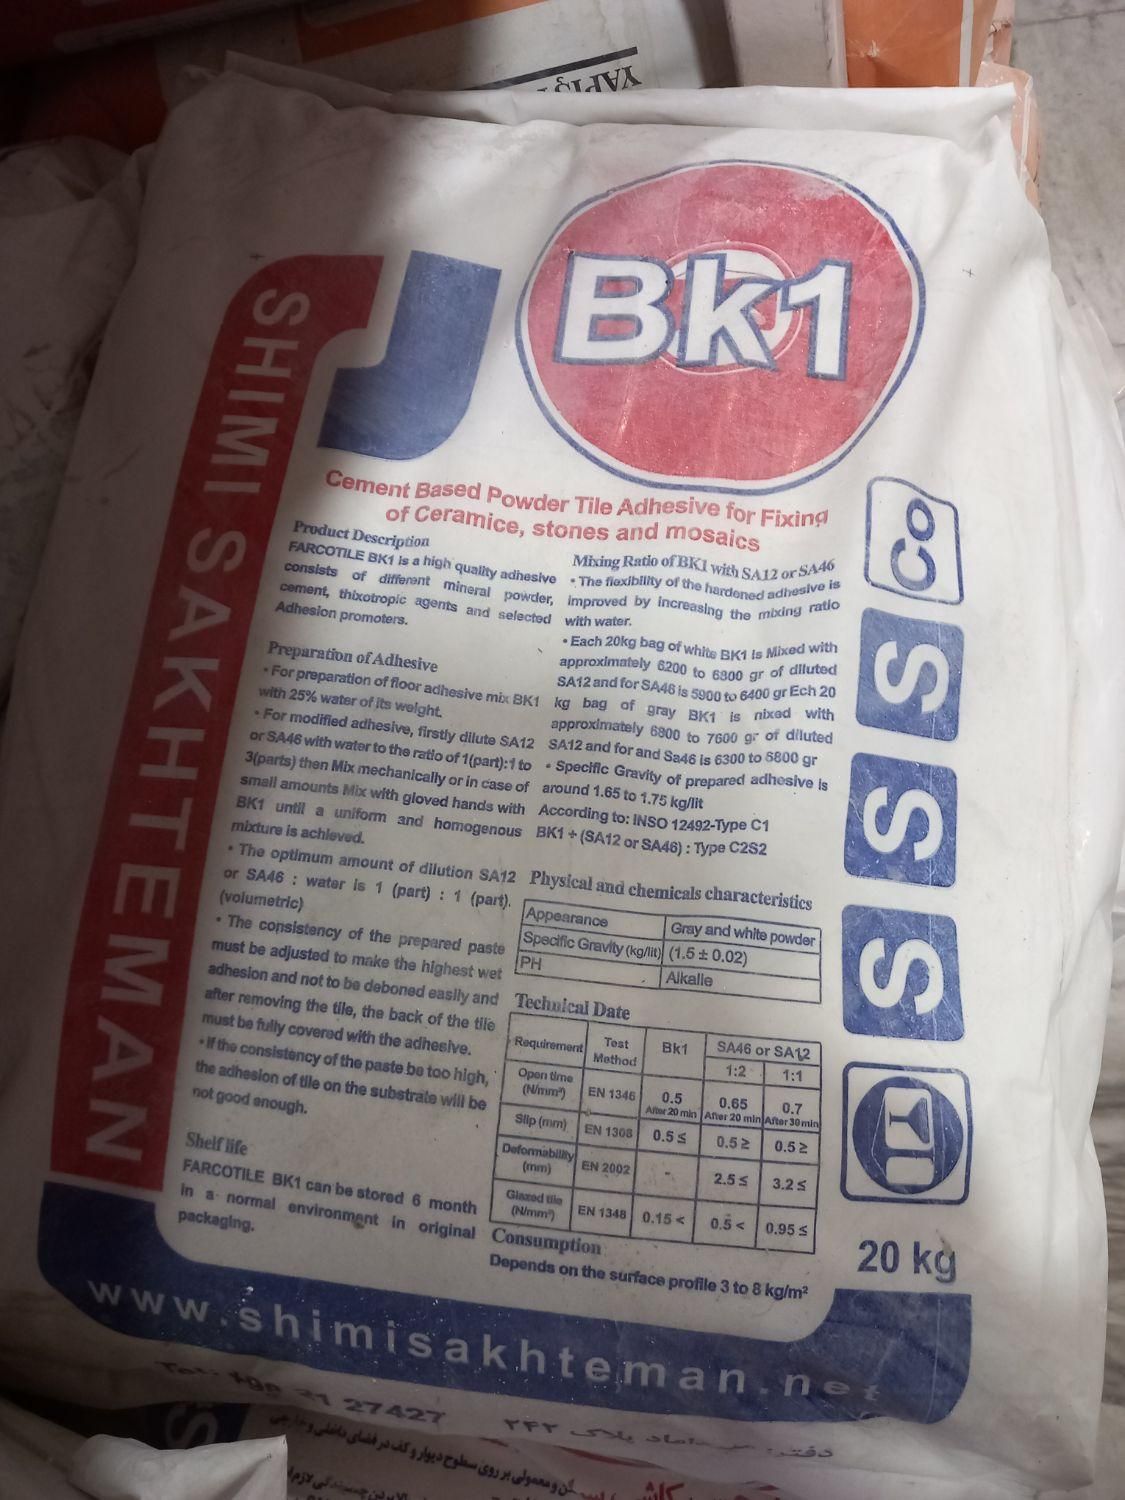 YAPIŞ
BK1
SHIMI SAKHTEMAN
Cement Based Powder Tile Adhesive for Fixing
of Ceramice, stones and mosaics
Product Description
FARCOTILE BK1 is a high quality adhesive
consists of different mineral powder,
cement, thixotropic agents and selected
Adhesion promoters.
Preparation of Adhesive
• For preparation of floor adhesive mix BK1
with 25% water of its weight.
• For modified adhesive, firstly dilute SA12
or SA46 with water to the ratio of 1(part):1 to
3(parts) then Mix mechanically or in case of
small amounts Mix with gloved hands with
BK1 until a uniform and homogenous
mixture is achieved.
• The optimum amount of dilution SA12
or SA46 : water is 1 (part) : 1 (part).
(volumetric)
• The consistency of the prepared paste
must be adjusted to make the highest wet
adhesion and not to be deboned easily and
after removing the tile, the back of the tile
must be fully covered with the adhesive.
• If the consistency of the paste be too high,
the adhesion of tile on the substrate will be
not good enough.
Shelf life
FARCOTILE BK1 can be stored 6 month
in a normal environment in original
packaging.
Mixing Ratio of BK1 with SA12 or SA46
• The flexibility of the hardened adhesive is
improved by increasing the mixing ratio
with water.
• Each 20kg bag of white BK1 is Mixed with
approximately 6200 to 6800 gr of diluted
SA12 and for SA46 is 5900 to 6400 gr Ech 20
kg bag of gray BK1 is nixed with
approximately 6900 to 7600 gr of diluted
SA12 and for and Sa46 is 6300 to 6800 gr
• Specific Gravity of prepared adhesive is
around 1.65 to 1.75 kg/lit
According to: INSO 12492-Type C1
BK1 + (SA12 or SA46) : Type C2S2
Physical and chemicals characteristics
Appearance Gray and white powder
Specific Gravity (kg/lit) (1.5 ± 0.02)
PH Alkalie
Technical Date
Requirement Test Method Bk1 SA46 or SA12
1:2 1:1
Open time (N/mm²) EN 1346 0.5 After 20 min 0.65 After 20 min 0.7 After 30 min
Slip (mm) EN 1308 0.5 ≤ 0.5 ≥ 0.5 ≥
Deformability (mm) EN 2002 - 2.5 ≤ 3.2 ≤
Glazed tile (N/mm²) EN 1348 0.15 < 0.5 < 0.95 ≤
Consumption
Depends on the surface profile 3 to 8 kg/m²
SSS Co
20 kg
www.shimisakhteman.net
27427
پلاک ۲۴۲